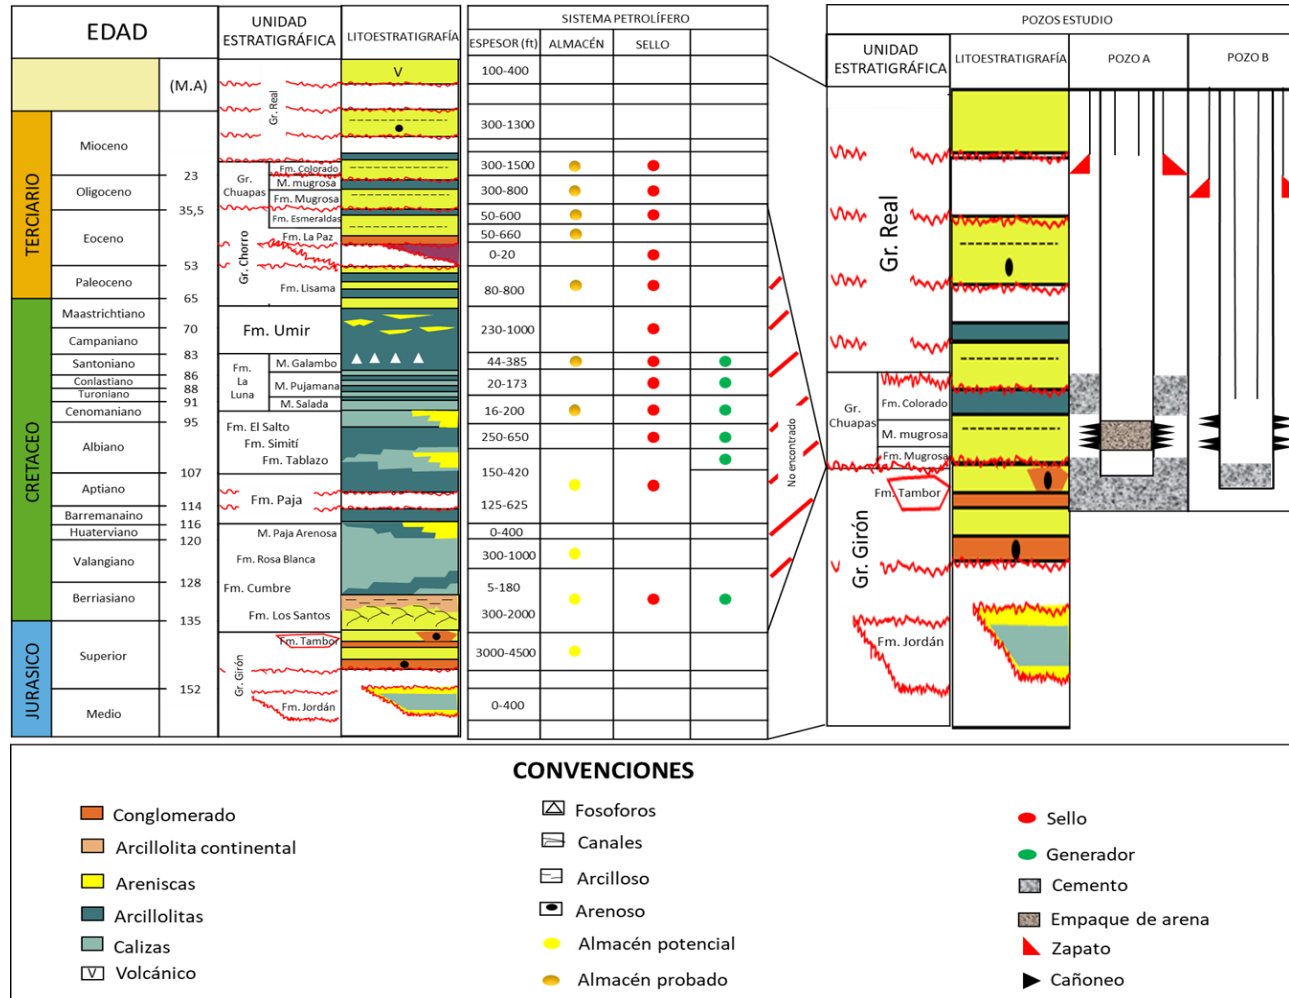 EDAD
UNIDAD
ESTRATIGRÁFICA
LITOESTRATIGRAFÍA
SISTEMA PETROLÍFERO
ESPESOR (ft)
ALMACÉN
SELLO
(M.A)
TERCIARIO
CRETACEO
JURASICO
Mioceno
Oligoceno
Eoceno
Paleoceno
Maastrichtiano
Campaniano
Santoniano
Conlastiano
Turoniano
Cenomaniano
Albiano
Aptiano
Barremanaino
Huaterviano
Valangiano
Berriasiano
Superior
Medio
23
35,5
53
65
70
83
86
88
91
95
107
114
116
120
128
135
152
Gr. Real
Gr.
Chuapas
Fm. Colorado
M. mugrosa
Fm. Mugrosa
Gr. Chorro
Fm. Esmeraldas
Fm. La Paz
Fm. Lisama
Fm. Umir
Fm.
La
Luna
M. Galambo
M. Pujamana
M. Salada
Fm. El Salto
Fm. Simití
Fm. Tablazo
Fm. Paja
M. Paja Arenosa
Fm. Rosa Blanca
Fm. Cumbre
Fm. Los Santos
Gr. Girón
Fm. Tambor
Fm. Jordán
V
100-400
300-1300
300-1500
300-800
50-600
50-660
0-20
80-800
230-1000
44-385
20-173
16-200
250-650
150-420
125-625
0-400
300-1000
5-180
300-2000
3000-4500
0-400
No encontrado
POZOS ESTUDIO
UNIDAD
ESTRATIGRÁFICA
LITOESTRATIGRAFÍA
POZO A
POZO B
Gr. Real
Gr.
Chuapas
Fm. Colorado
M. mugrosa
Fm. Mugrosa
Gr. Girón
Fm. Tambor
Fm. Jordán
CONVENCIONES
Conglomerado
Arcillolita continental
Areniscas
Arcillolitas
Calizas
V
Volcánico
Fosoforos
Canales
Arcilloso
Arenoso
Almacén potencial
Almacén probado
Sello
Generador
Cemento
Empaque de arena
Zapato
Cañoneo